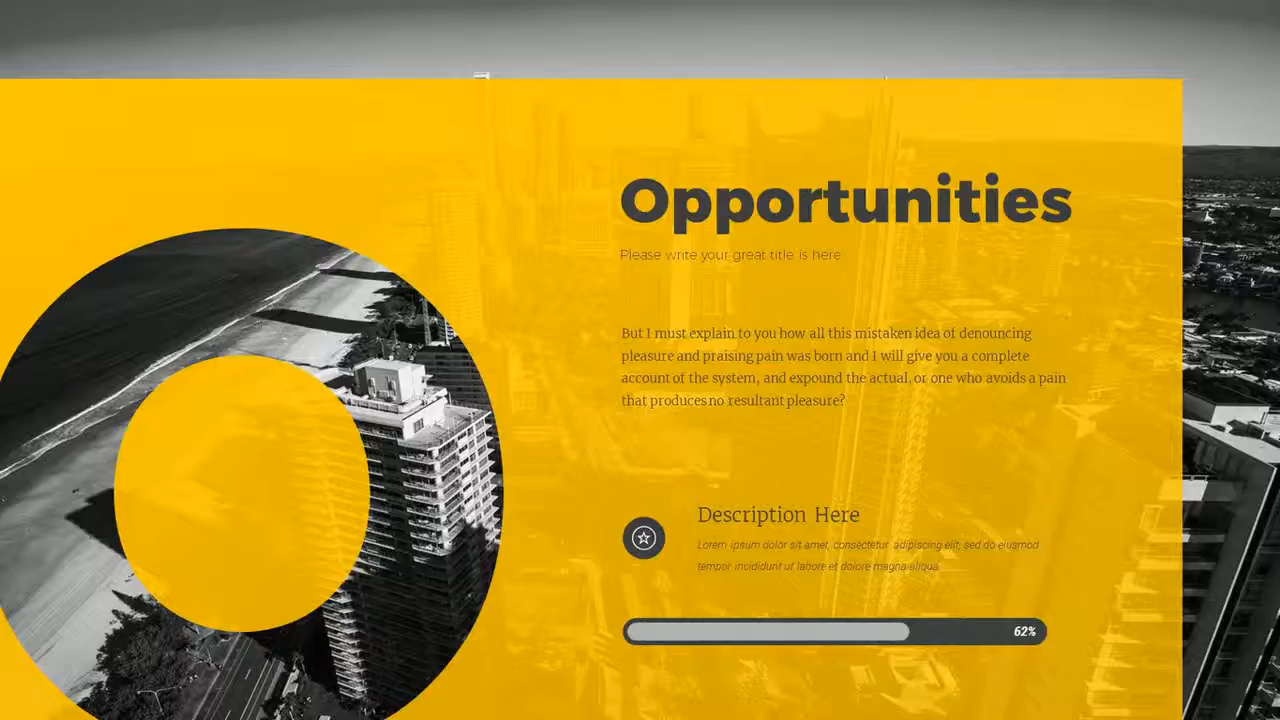 Opportunities
Please write your great title is here
But I must explain to you how all this mistaken idea of denouncing
pleasure and praising pain was born and I will give you a complete
account of the system, and expound the actual, or one who avoids a pain
that produces no resultant pleasure?
Description Here
Lorem ipsum dolor sit amet, consectetur adipiscing elit, sed do eiusmod
tempor incididunt ut labore et dolore magna aliqua.
62%